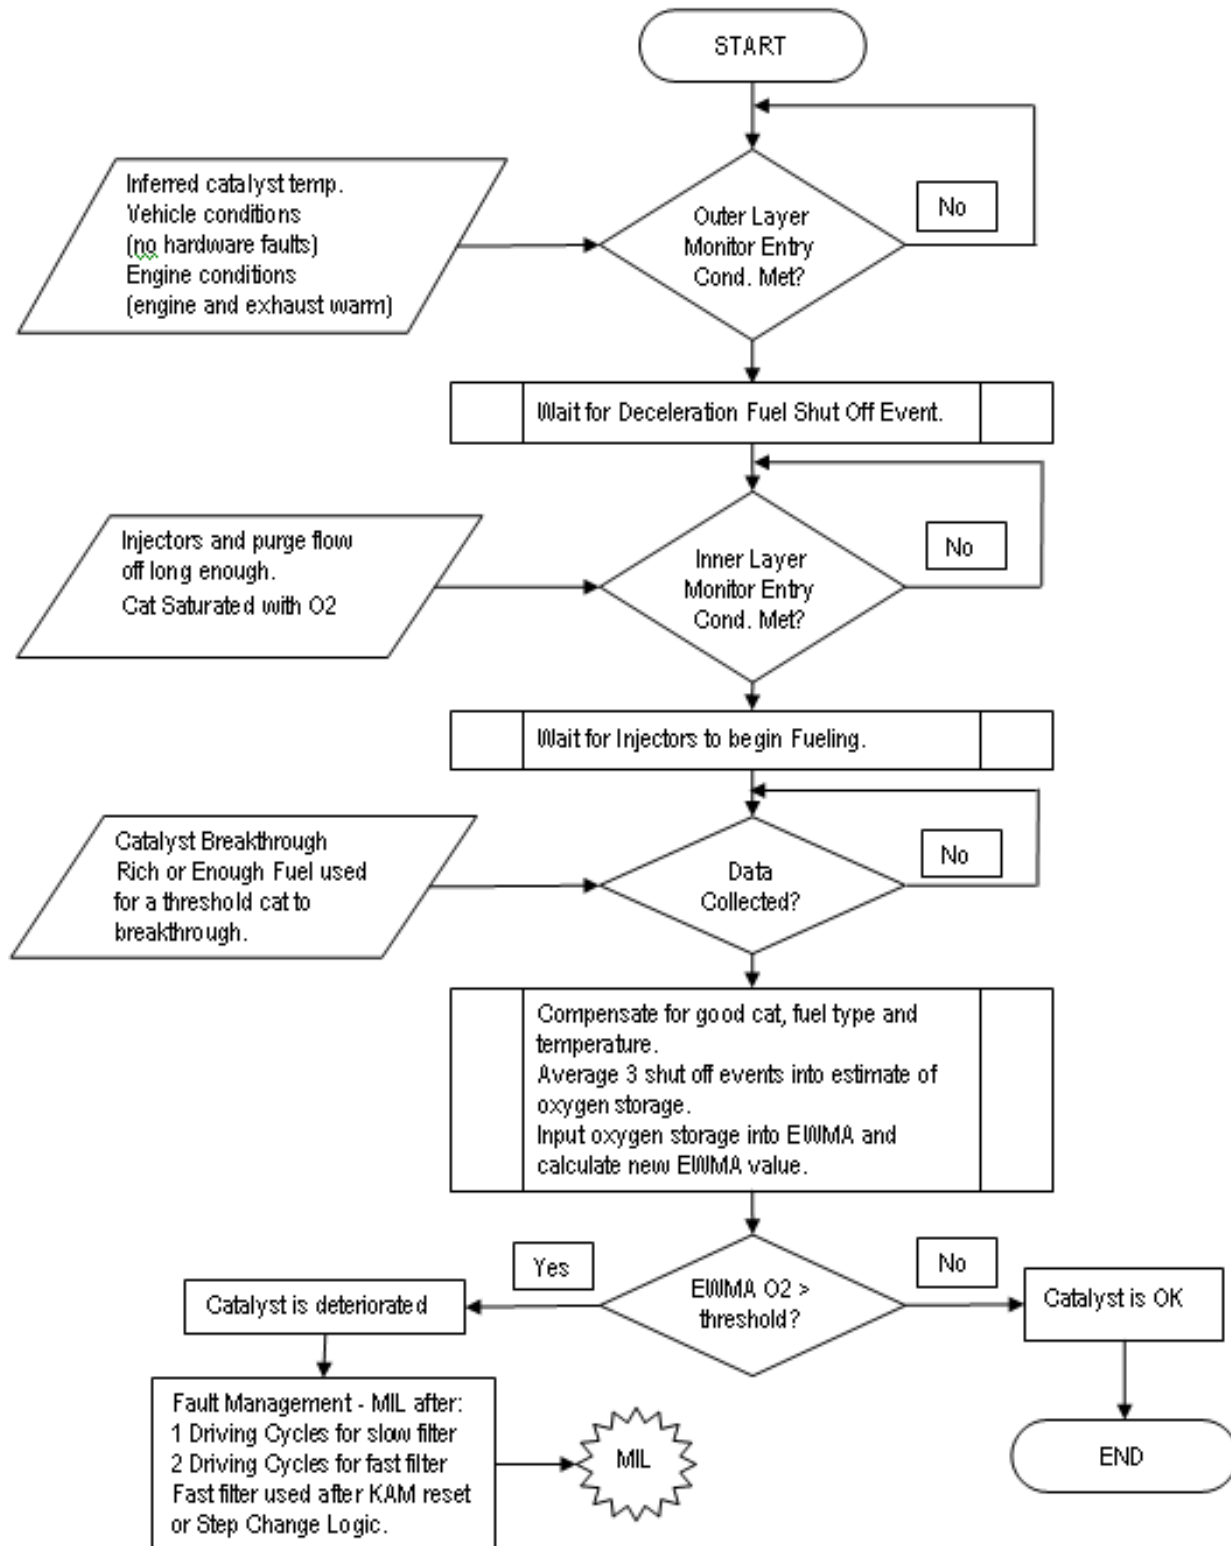 START
Inferred catalyst temp.
Vehicle conditions
(no hardware faults)
Engine conditions
(engine and exhaust warm)
Outer Layer
Monitor Entry
Cond. Met?
No
Wait for Deceleration Fuel Shut Off Event.
Injectors and purge flow
off long enough.
Cat Saturated with O2
Inner Layer
Monitor Entry
Cond. Met?
No
Wait for Injectors to begin Fueling.
Catalyst Breakthrough
Rich or Enough Fuel used
for a threshold cat to
breakthrough.
Data
Collected?
No
Compensate for good cat, fuel type and
temperature.
Average 3 shut off events into estimate of
oxygen storage.
Input oxygen storage into EWMA and
calculate new EWMA value.
Yes
EWMA O2 >
threshold?
No
Catalyst is deteriorated
Catalyst is OK
Fault Management - MIL after:
1 Driving Cycles for slow filter
2 Driving Cycles for fast filter
Fast filter used after KAM reset
or Step Change Logic.
MIL
END